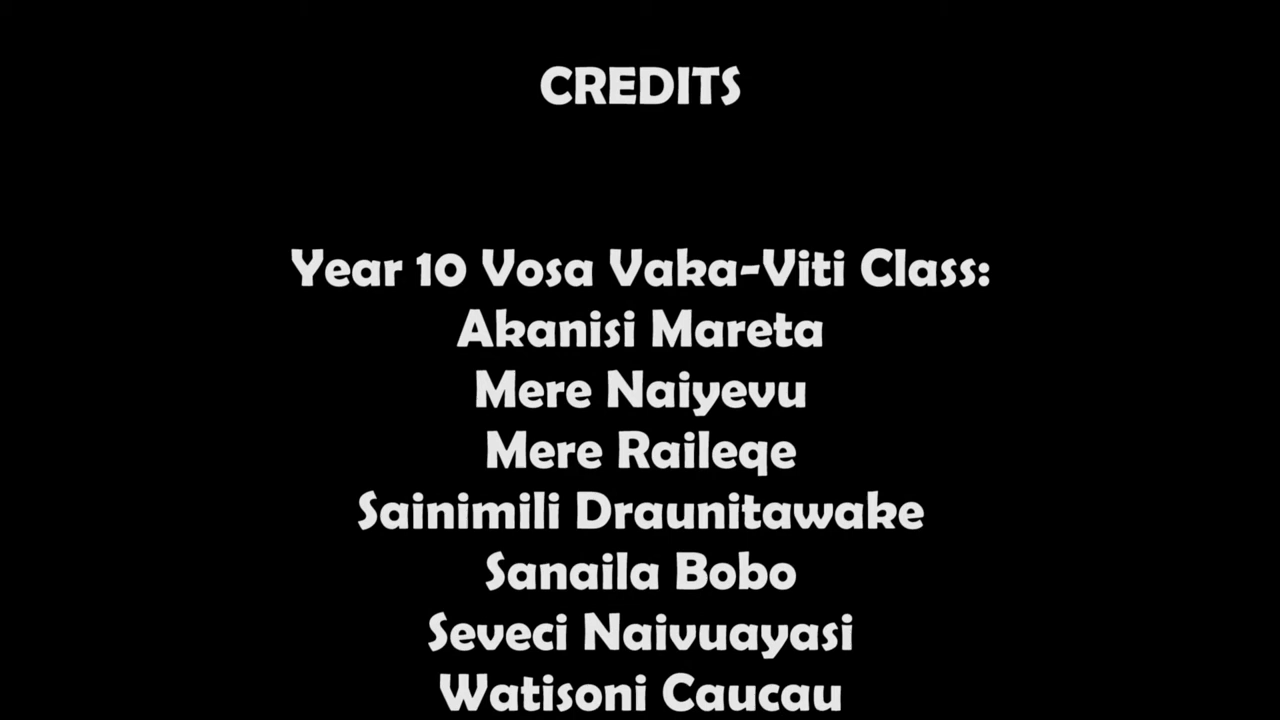 CREDITS
Year 10 Vosa Vaka-Viti Class:
Akanisi Mareta
Mere Naiyevu
Mere Raileqe
Sainimili Draunitawake
Sanaila Bobo
Seveci Naivuayasi
Watisoni Caucau